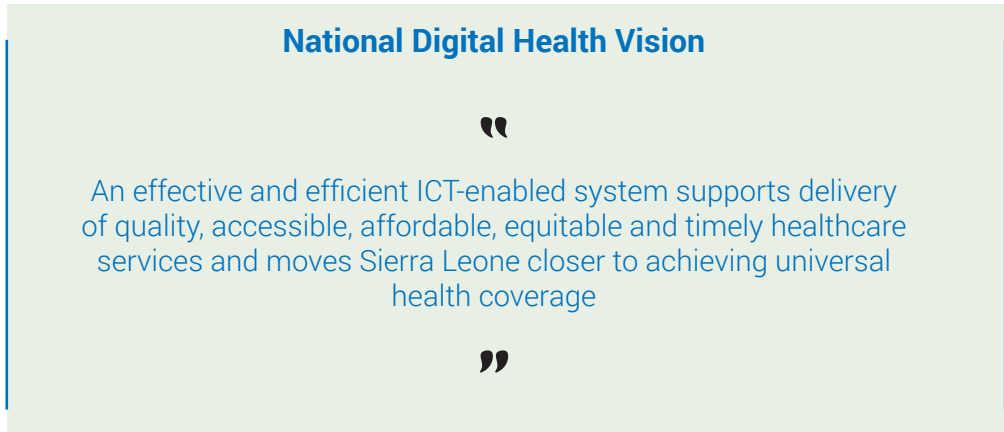 National Digital Health Vision
“
An effective and efficient ICT-enabled system supports delivery
of quality, accessible, affordable, equitable and timely healthcare
services and moves Sierra Leone closer to achieving universal
health coverage
”